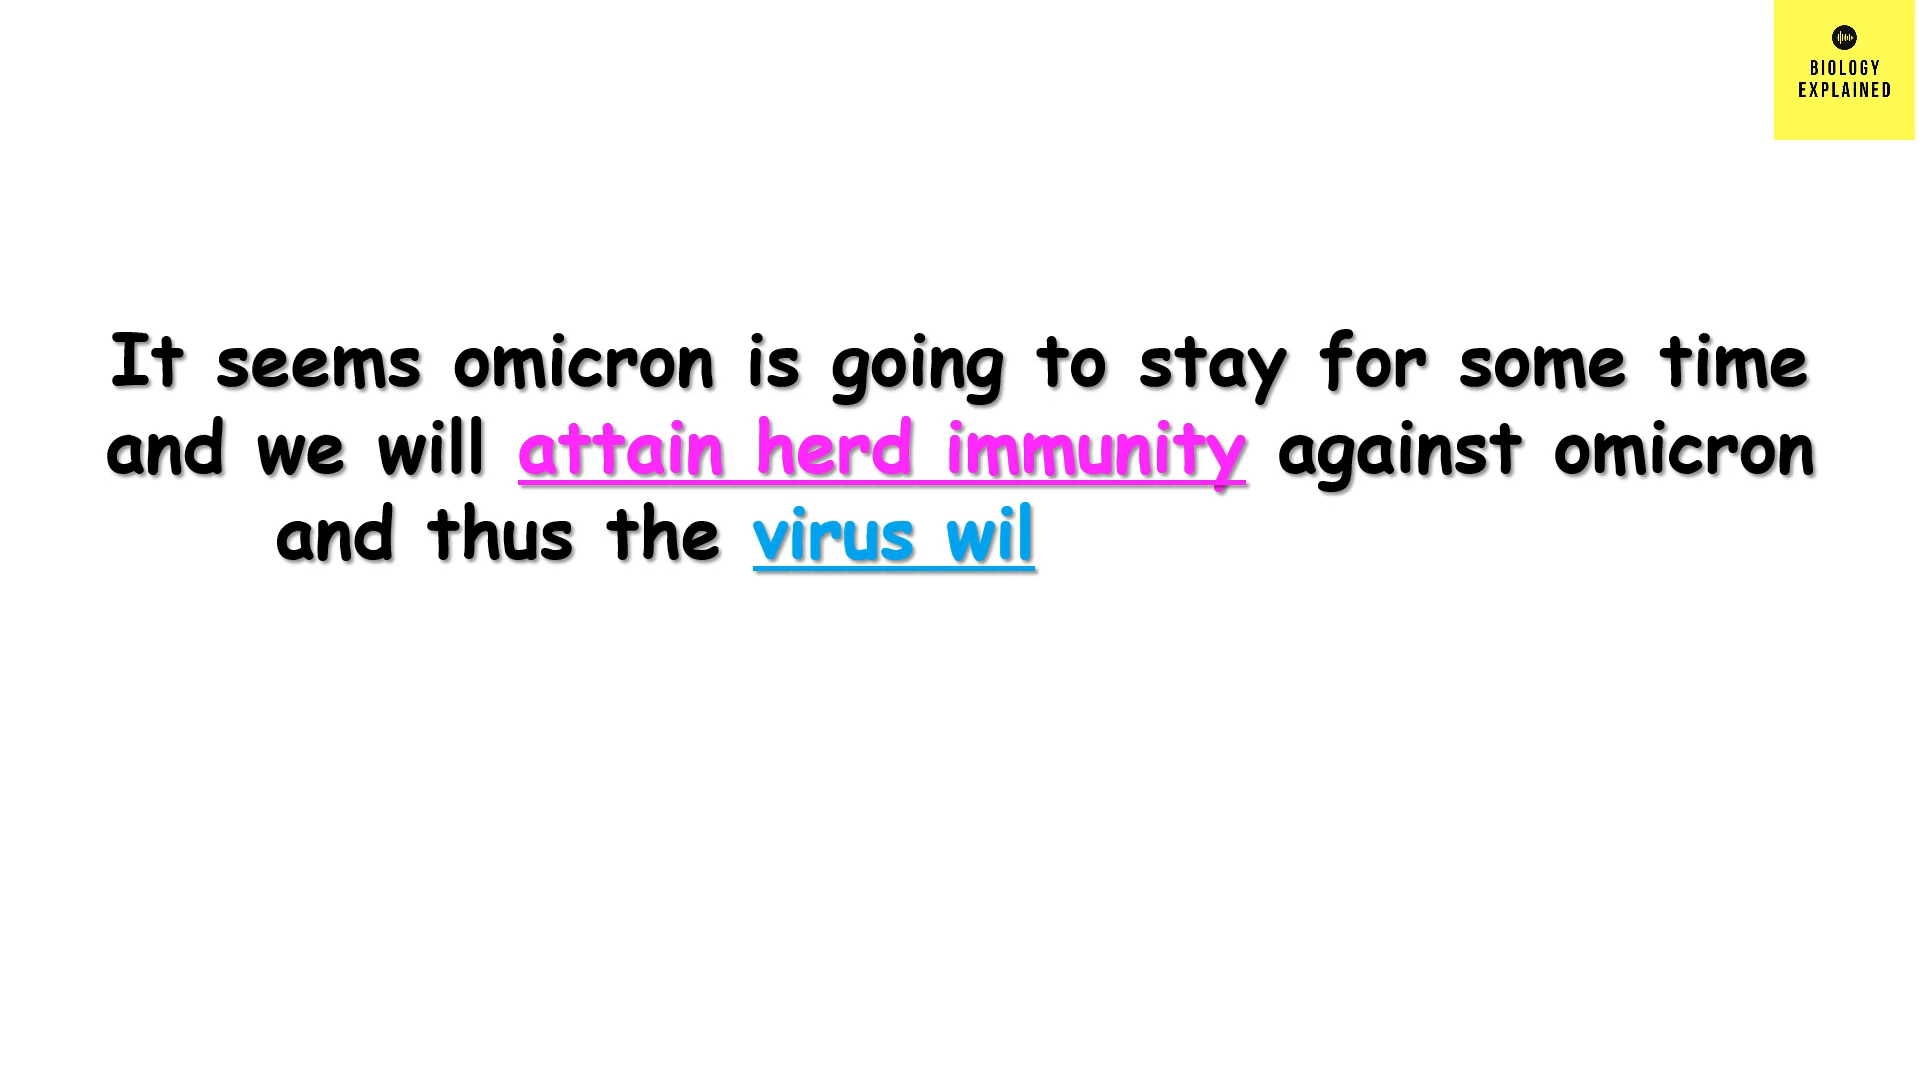 BIOLOGY
EXPLAINED
It seems omicron is going to stay for some time
and we will attain herd immunity against omicron
and thus the virus wil